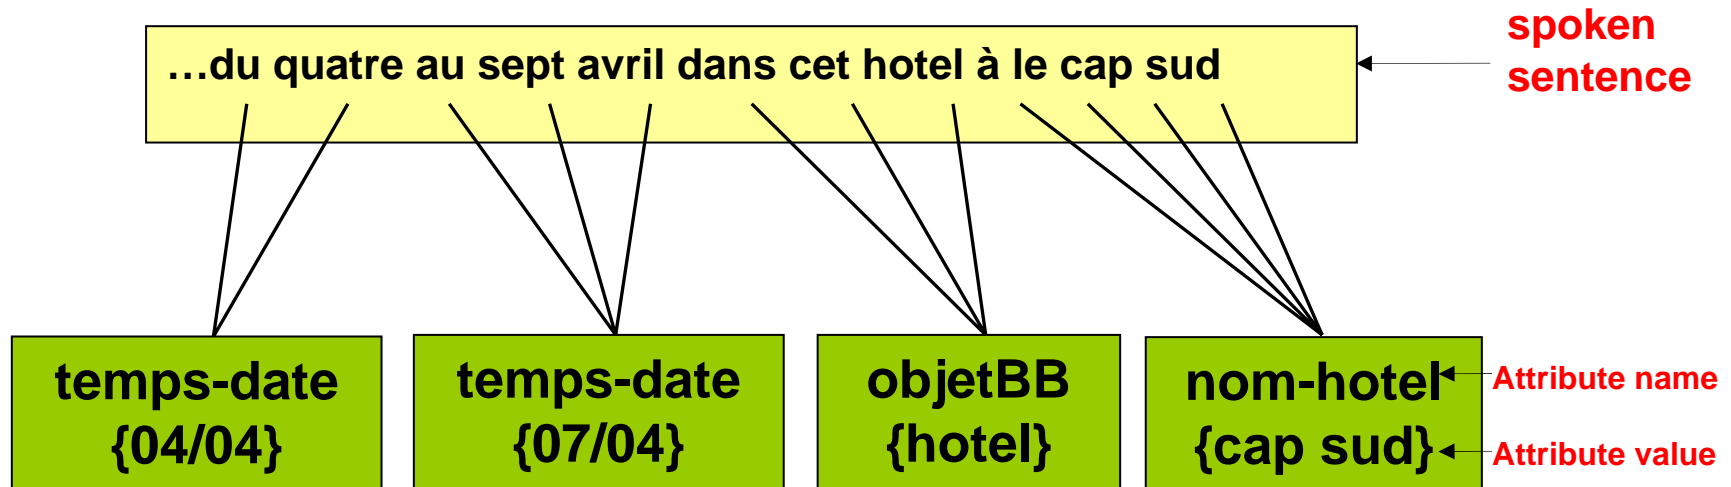 spoken
sentence
…du quatre au sept avril dans cet hotel à le cap sud
temps-date
{04/04}
temps-date
{07/04}
objetBB
{hotel}
nom-hotel
{cap sud}
Attribute name
Attribute value